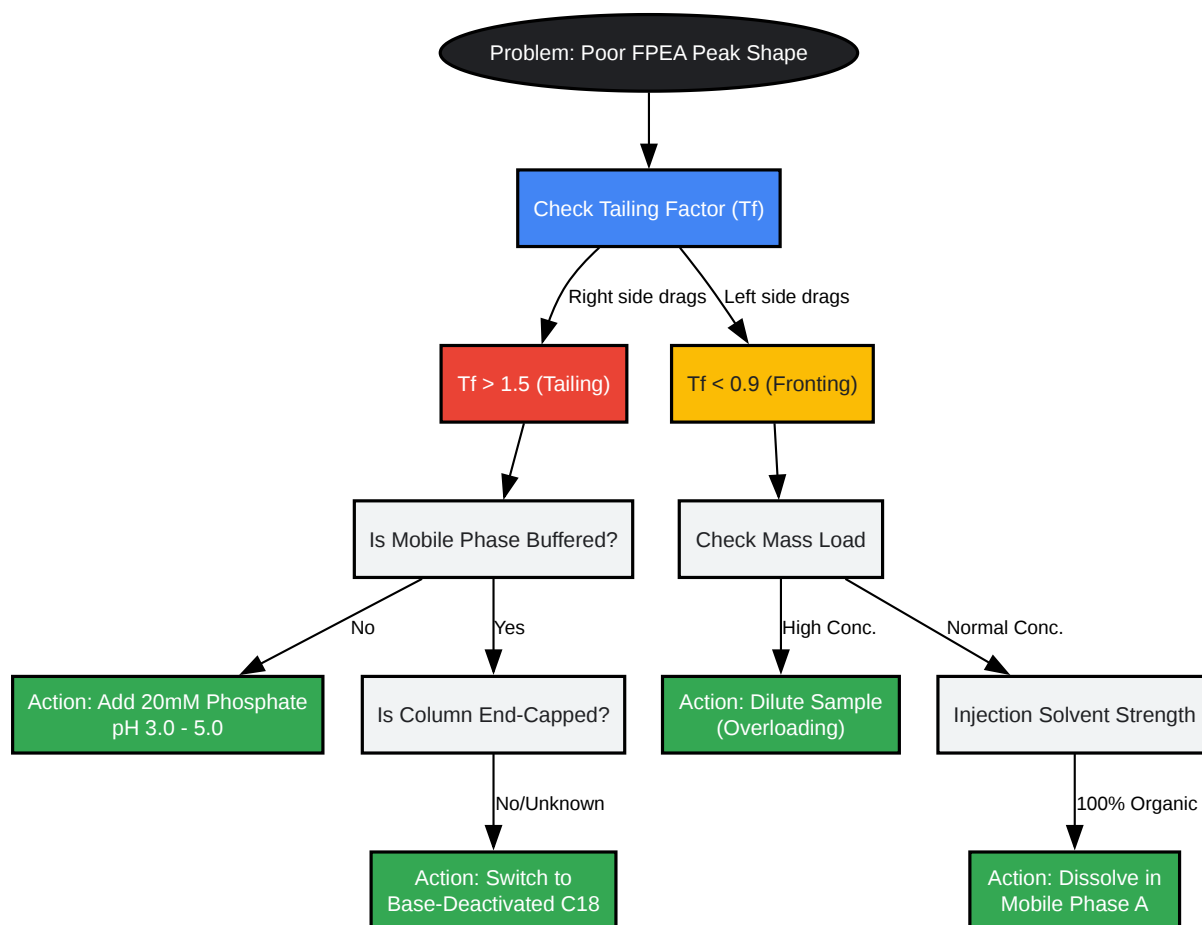 Problem: Poor FPEA Peak Shape
Check Tailing Factor (Tf)
Right side drags
Left side drags
Tf > 1.5 (Tailing)
Tf < 0.9 (Fronting)
Is Mobile Phase Buffered?
Check Mass Load
No
Yes
High Conc.
Normal Conc.
Action: Add 20mM Phosphate
pH 3.0 - 5.0
Is Column End-Capped?
Action: Dilute Sample
(Overloading)
Injection Solvent Strength
No/Unknown
100% Organic
Action: Switch to
Base-Deactivated C18
Action: Dissolve in
Mobile Phase A